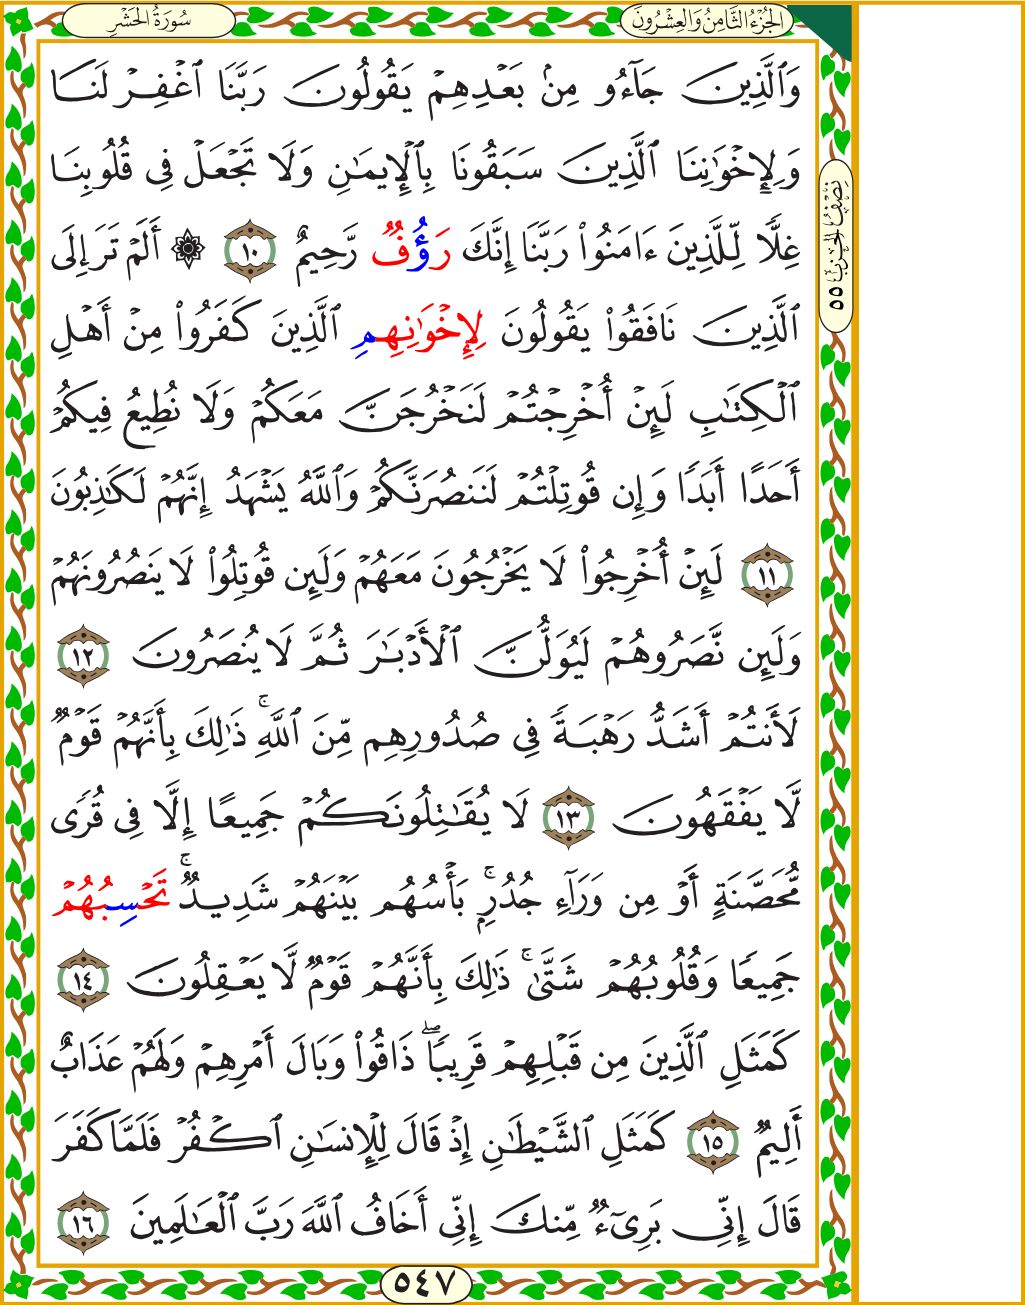 سُورَةُ الحَشْرِ
الجُزْءُ الثَّامِنُ وَالعِشْرُونَ
وَٱلَّذِينَ جَآءُو مِنۢ بَعْدِهِمْ يَقُولُونَ رَبَّنَا ٱغْفِرْ لَنَا
وَلِإِخْوَٰنِنَا ٱلَّذِينَ سَبَقُونَا بِٱلْإِيمَٰنِ وَلَا تَجْعَلْ فِى قُلُوبِنَا
غِلًّا لِّلَّذِينَ ءَامَنُوا۟ رَبَّنَا إِنَّكَ رَؤُفٌ رَّحِيمٌ ١٠ ۞ أَلَمْ تَرَ إِلَى
ٱلَّذِينَ نَافَقُوا۟ يَقُولُونَ لِإِخْوَٰنِهِمِ ٱلَّذِينَ كَفَرُوا۟ مِنْ أَهْلِ
ٱلْكِتَٰبِ لَئِنْ أُخْرِجْتُمْ لَنَخْرُجَنَّ مَعَكُمْ وَلَا نُطِيعُ فِيكُمْ
أَحَدًا أَبَدًا وَإِن قُوتِلْتُمْ لَنَنصُرَنَّكُمْ وَٱللَّهُ يَشْهَدُ إِنَّهُمْ لَكَٰذِبُونَ
١١ لَئِنْ أُخْرِجُوا۟ لَا يَخْرُجُونَ مَعَهُمْ وَلَئِن قُوتِلُوا۟ لَا يَنصُرُونَهُمْ
وَلَئِن نَّصَرُوهُمْ لَيُوَلُّنَّ ٱلْأَدْبَٰرَ ثُمَّ لَا يُنصَرُونَ ١٢
لَأَنتُمْ أَشَدُّ رَهْبَةً فِى صُدُورِهِم مِّنَ ٱللَّهِ ۚ ذَٰلِكَ بِأَنَّهُمْ قَوْمٌ
لَّا يَفْقَهُونَ ١٣ لَا يُقَٰتِلُونَكُمْ جَمِيعًا إِلَّا فِى قُرًى
مُّحَصَّنَةٍ أَوْ مِن وَرَآءِ جُدُرٍۭ ۚ بَأْسُهُم بَيْنَهُمْ شَدِيدٌ ۚ تَحْسِبُهُمْ
جَمِيعًا وَقُلُوبُهُمْ شَتَّىٰ ۚ ذَٰلِكَ بِأَنَّهُمْ قَوْمٌ لَّا يَعْقِلُونَ ١٤
كَمَثَلِ ٱلَّذِينَ مِن قَبْلِهِمْ قَرِيبًا ۖ ذَاقُوا۟ وَبَالَ أَمْرِهِمْ وَلَهُمْ عَذَابٌ
أَلِيمٌ ١٥ كَمَثَلِ ٱلشَّيْطَٰنِ إِذْ قَالَ لِلْإِنسَٰنِ ٱكْفُرْ فَلَمَّا كَفَرَ
قَالَ إِنِّى بَرِىٓءٌ مِّنكَ إِنِّىٓ أَخَافُ ٱللَّهَ رَبَّ ٱلْعَٰلَمِينَ ١٦
نِصْفُ الحِزْبِ ٥٥
٥٤٧